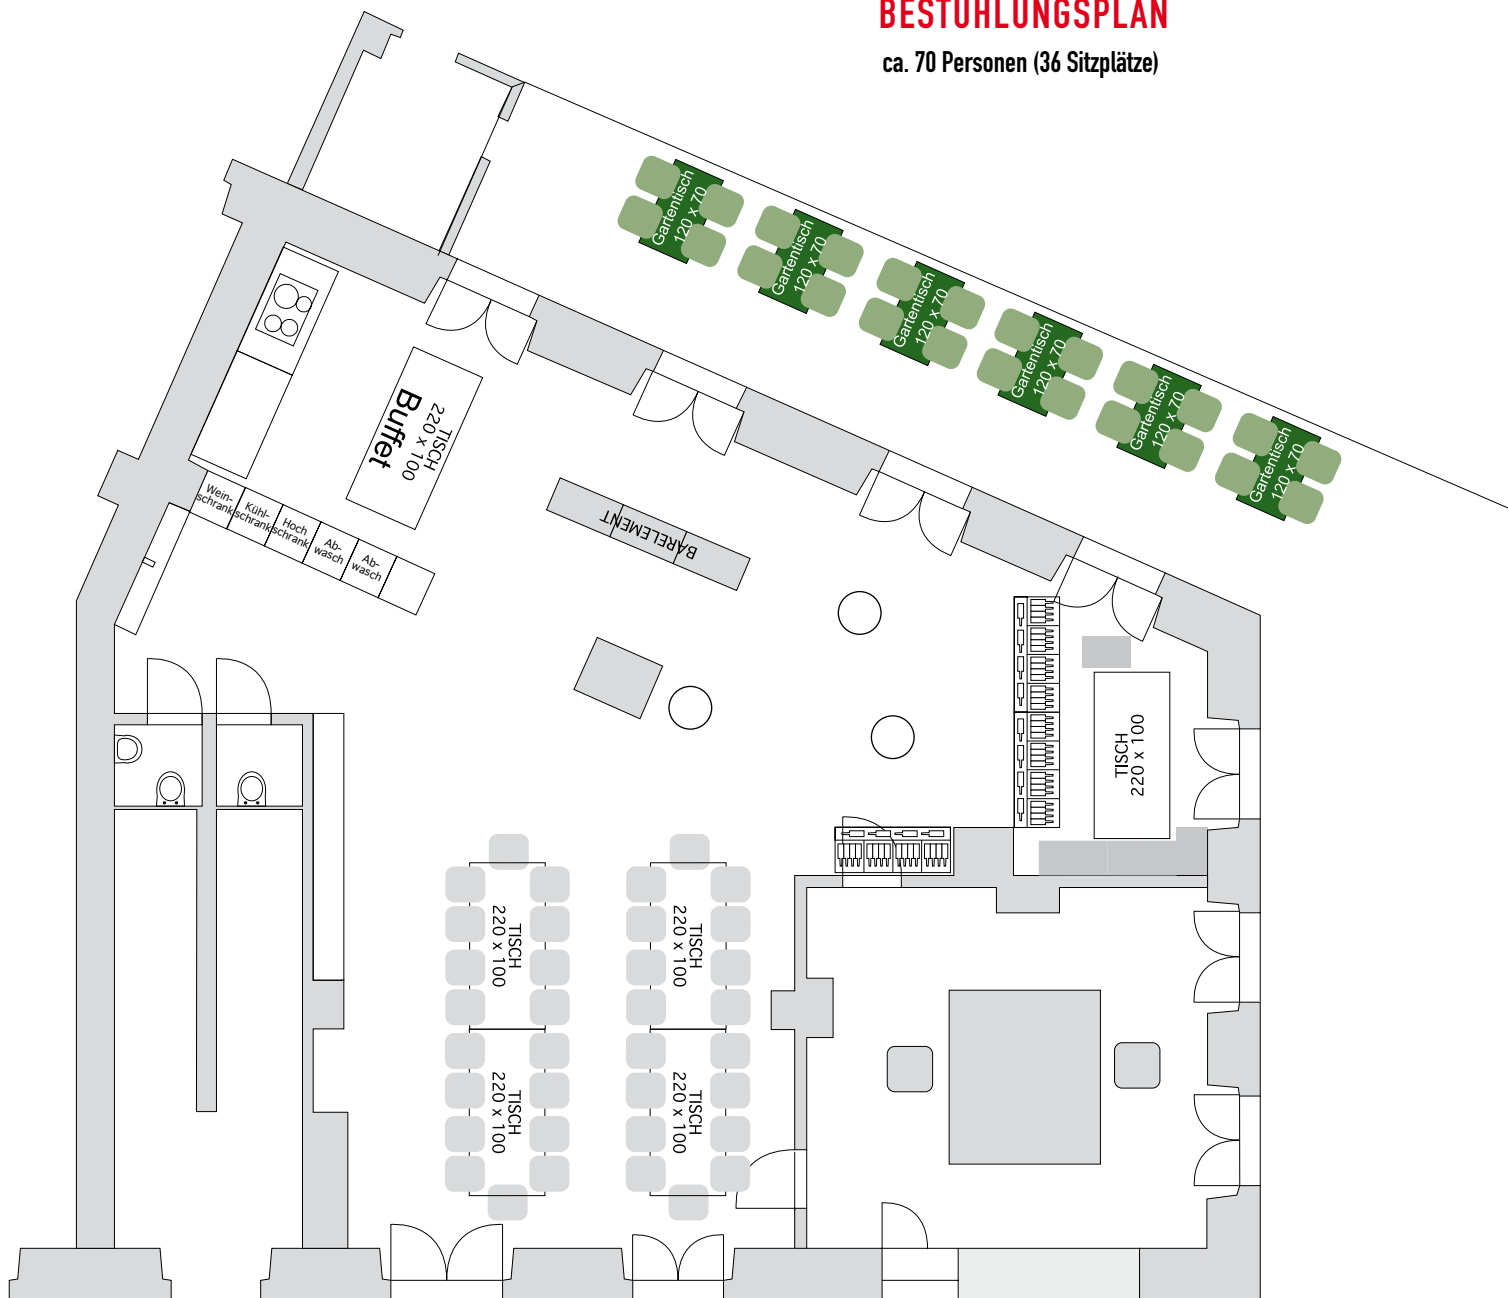 BESTUHLUNGSPLAN
ca. 70 Personen (36 Sitzplätze)
Gartentisch
120 x 70
Gartentisch
120 x 70
Gartentisch
120 x 70
Gartentisch
120 x 70
Gartentisch
120 x 70
Gartentisch
120 x 70
TISCH
220 x 100
Buffet
Wein-
schrank
Kühl-
schrank
Hoch
schrank
Ab-
wasch
Ab-
wasch
BARELEMENT
TISCH
220 x 100
TISCH
220 x 100
TISCH
220 x 100
TISCH
220 x 100
TISCH
220 x 100